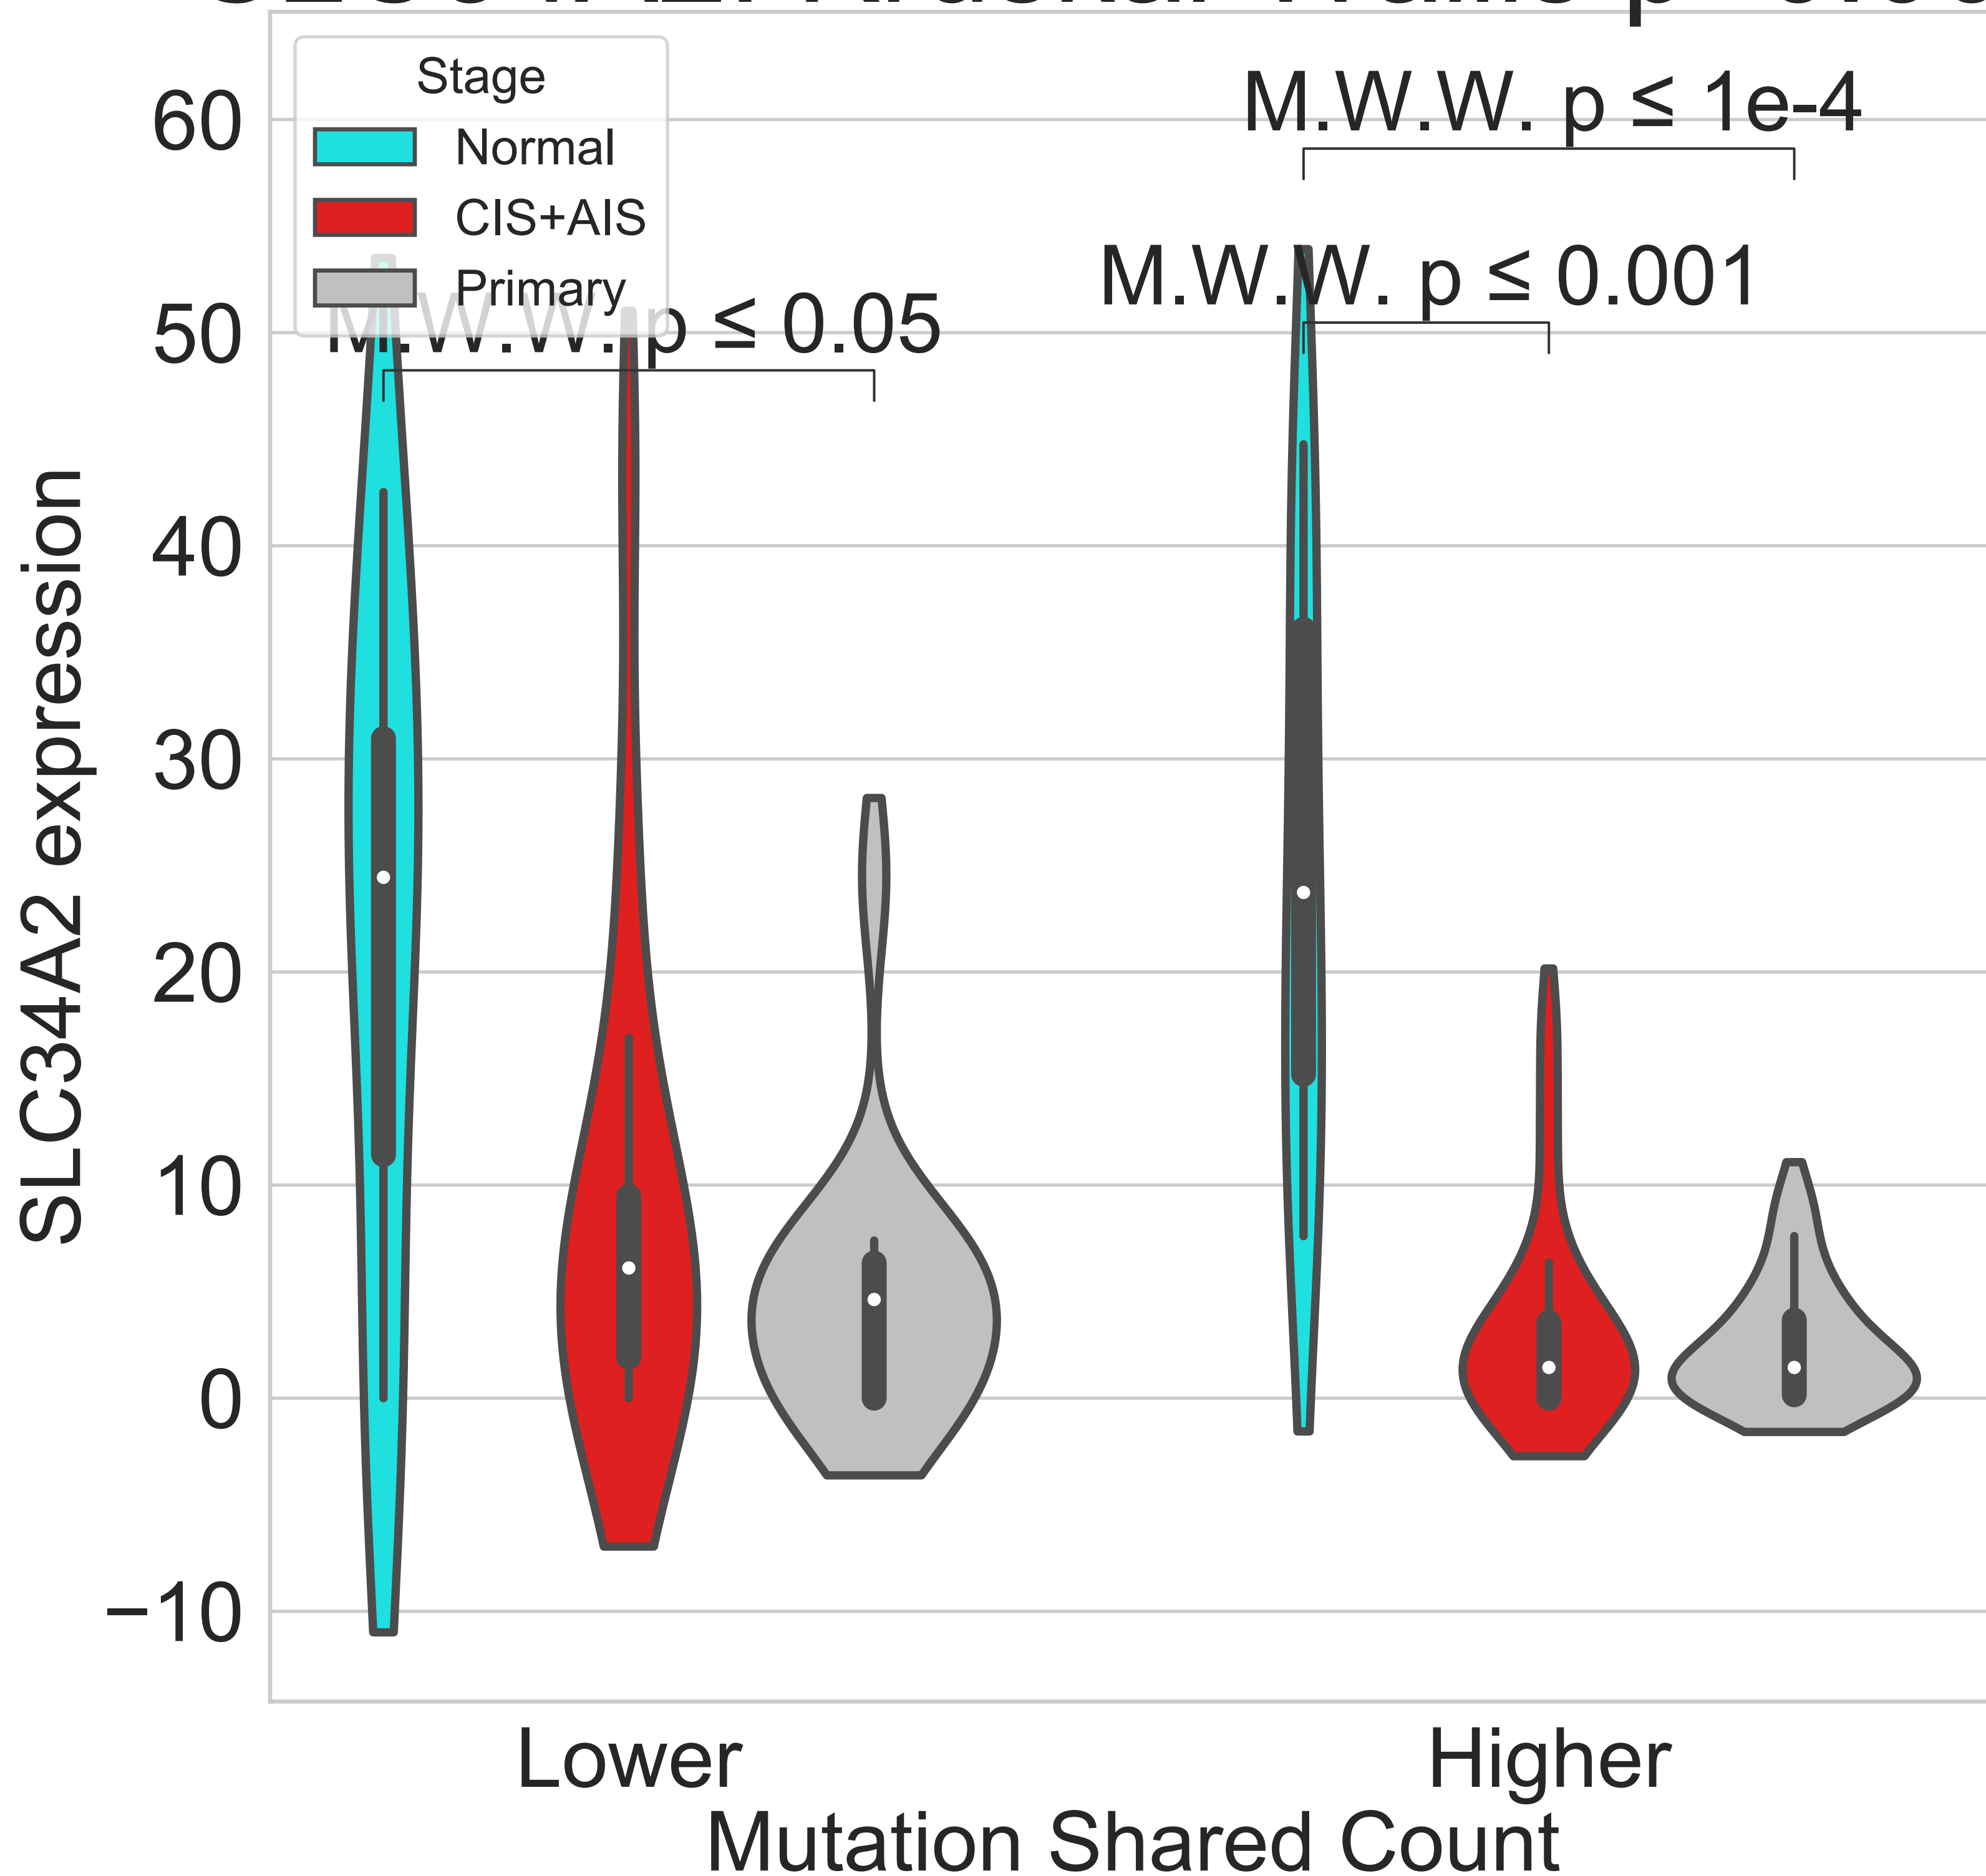 Stage
Normal
CIS+AIS
Primary
M.W.W. p ≤ 1e-4
M.W.W. p ≤ 0.001
M.W.W. p ≤ 0.05
60
50
40
30
20
10
0
−10
SLC34A2 expression
Lower
Higher
Mutation Shared Count